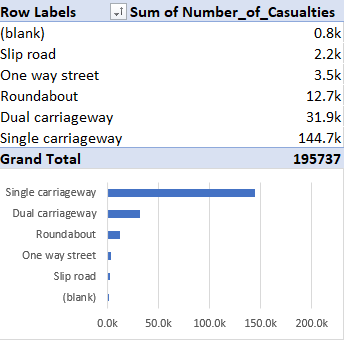 Row Labels Sum of Number_of_Casualties
(blank) 0.8k
Slip road 2.2k
One way street 3.5k
Roundabout 12.7k
Dual carriageway 31.9k
Single carriageway 144.7k
Grand Total 195737
Single carriageway
Dual carriageway
Roundabout
One way street
Slip road
(blank)
0.0k 50.0k 100.0k 150.0k 200.0k